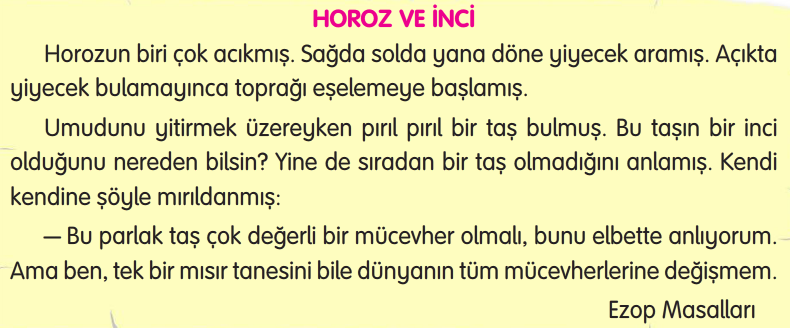 HOROZ VE İNCİ
Horozun biri çok acıkmış. Sağda solda yana döne yiyecek aramış. Açıkta
yiyecek bulamayınca toprağı eşelemeye başlamış.
Umudunu yitirmek üzereyken pırıl pırıl bir taş bulmuş. Bu taşın bir inci
olduğunu nereden bilsin? Yine de sıradan bir taş olmadığını anlamış. Kendi
kendine şöyle mırıldanmış:
— Bu parlak taş çok değerli bir mücevher olmalı, bunu elbette anlıyorum.
Ama ben, tek bir mısır tanesini bile dünyanın tüm mücevherlerine değişmem.
Ezop Masalları